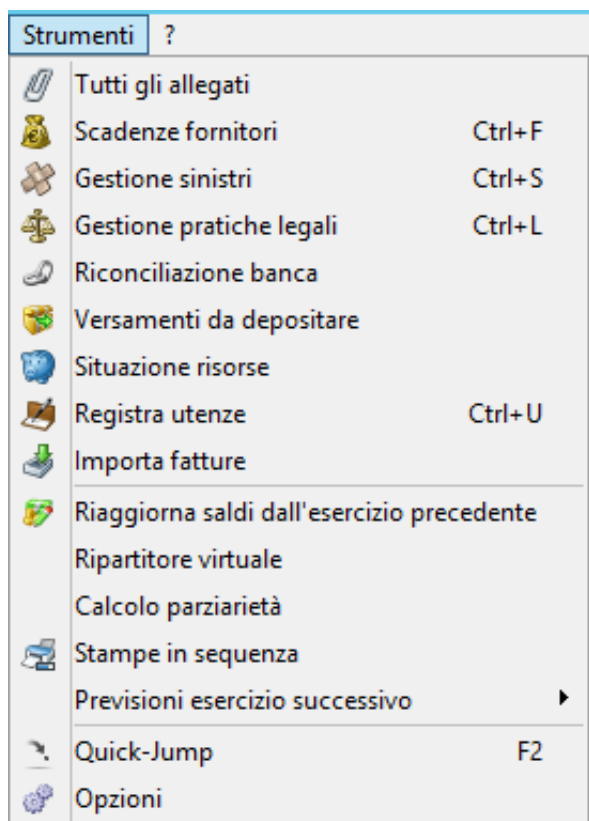 Strumenti ?
Tutti gli allegati
Scadenze fornitori Ctrl+F
Gestione sinistri Ctrl+S
Gestione pratiche legali Ctrl+L
Riconciliazione banca
Versamenti da depositare
Situazione risorse
Registra utenze Ctrl+U
Importa fatture
Riaggiorna saldi dall'esercizio precedente
Ripartitore virtuale
Calcolo parziarietà
Stampe in sequenza
Previsioni esercizio successivo
Quick-Jump F2
Opzioni